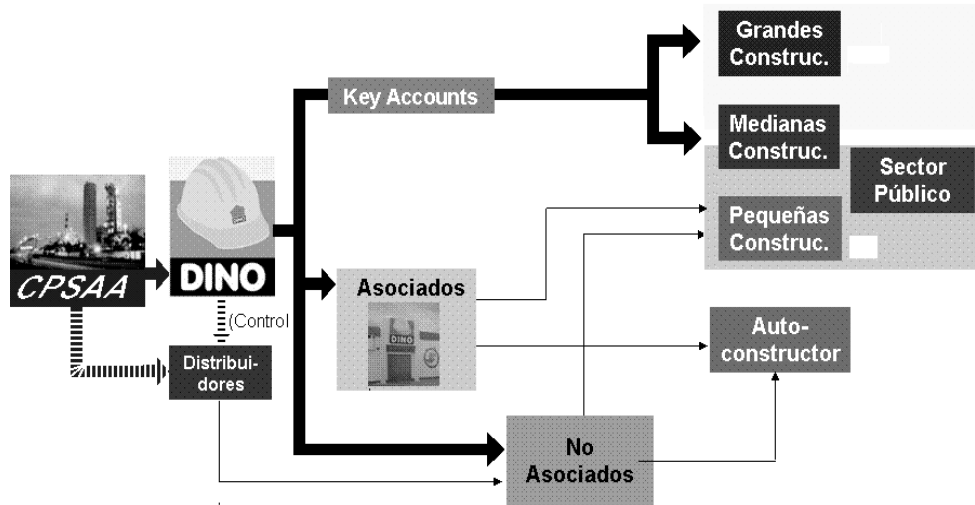 Grandes
Construc.
Key Accounts
Medianas
Construc.
Sector
Público
Pequeñas
Construc.
CPSAA
DINO
Asociados
DINO
(Control
Distribui-
dores
Auto-
constructor
No
Asociados